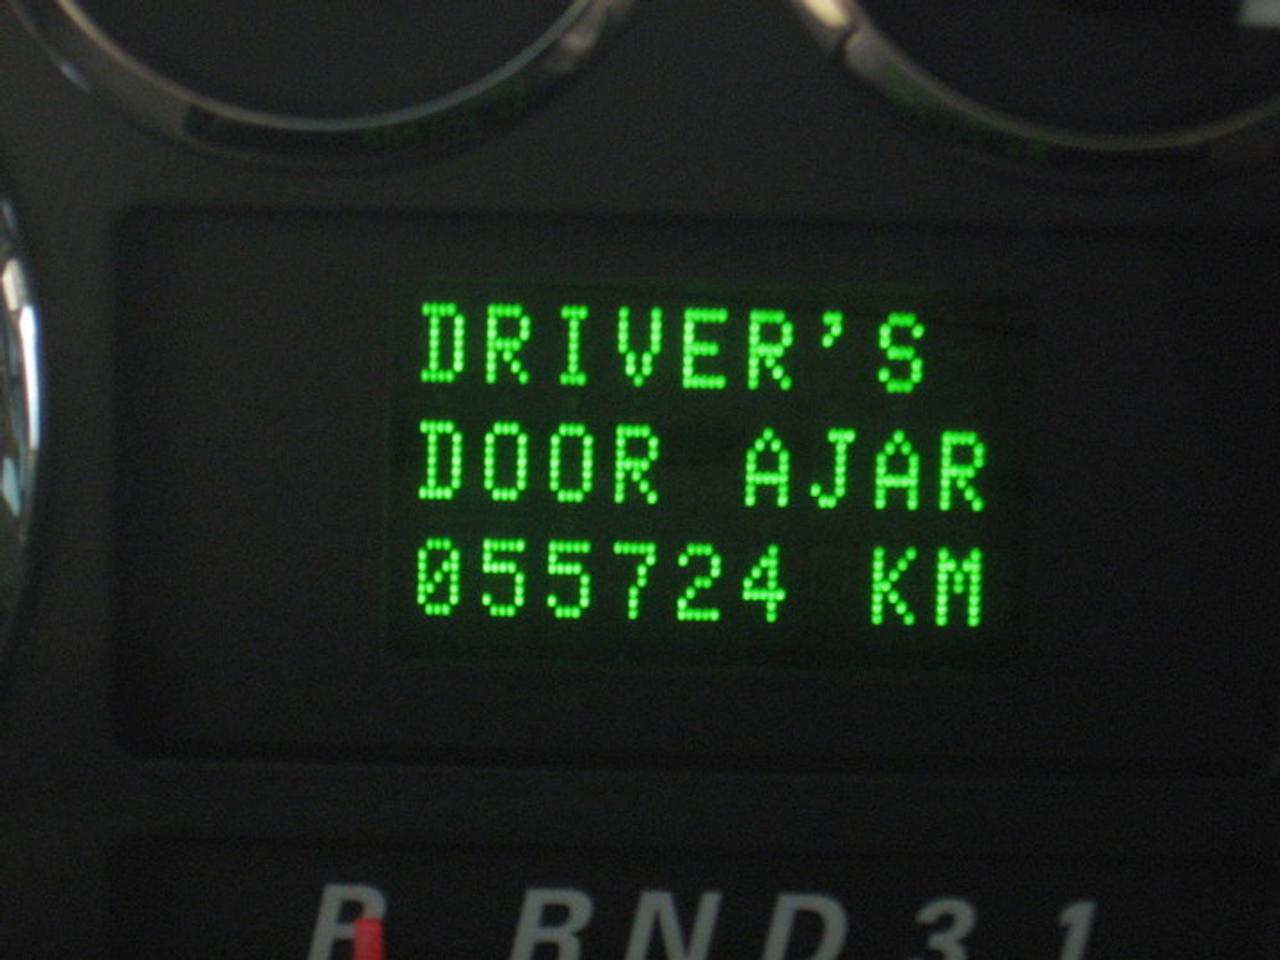 DRIVER'S
DOOR AJAR
055724 KM
P R N D 3 1